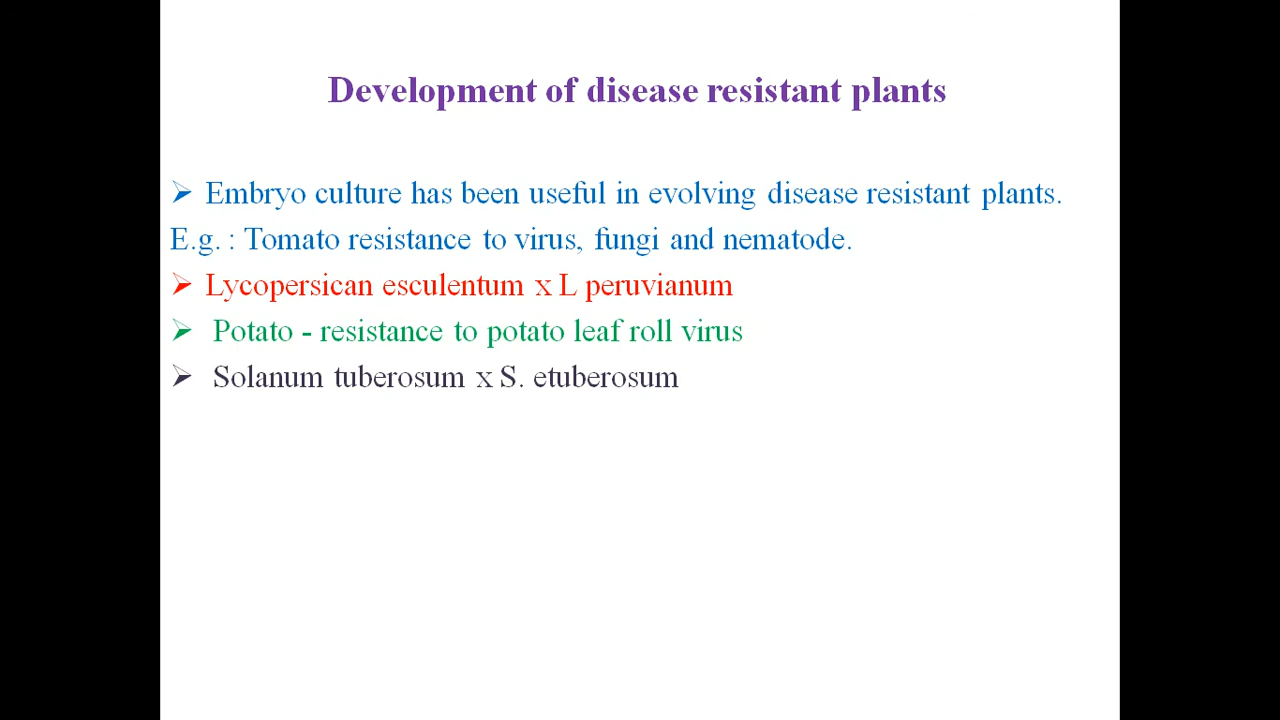 Development of disease resistant plants
➢ Embryo culture has been useful in evolving disease resistant plants.
E.g. : Tomato resistance to virus, fungi and nematode.
➢ Lycopersican esculentum x L peruvianum
➢ Potato - resistance to potato leaf roll virus
➢ Solanum tuberosum x S. etuberosum